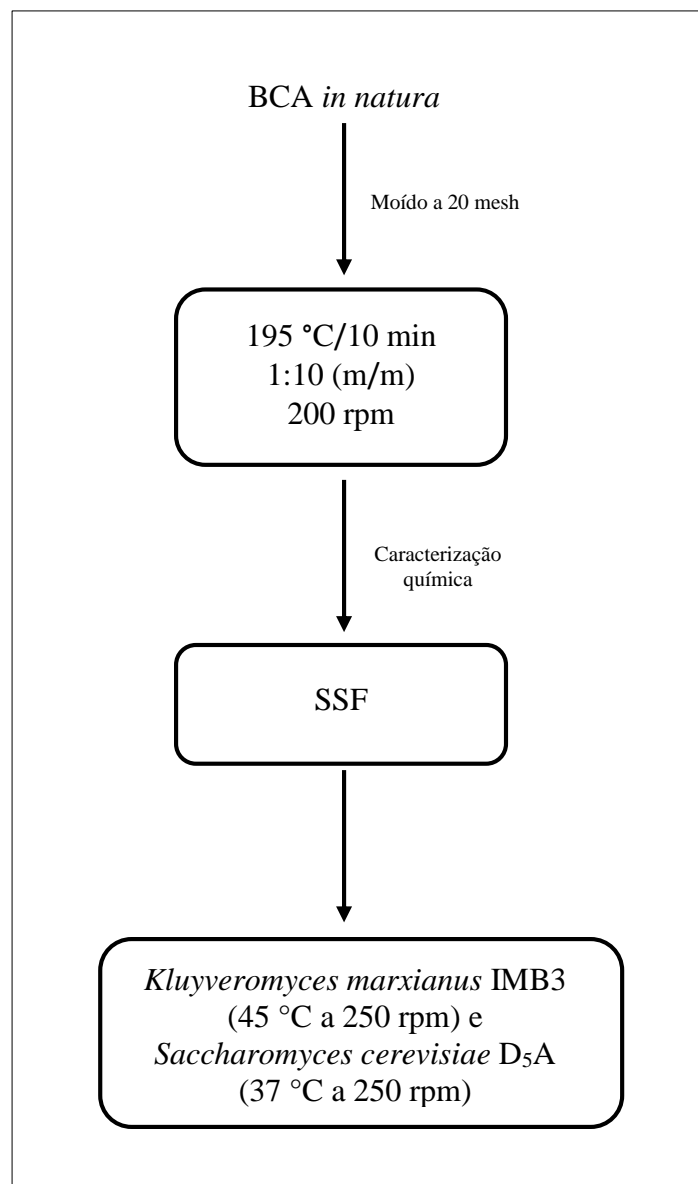 BCA in natura
Moído a 20 mesh
195 °C/10 min
1:10 (m/m)
200 rpm
Caracterização
química
SSF
Kluyveromyces marxianus IMB3
(45 °C a 250 rpm) e
Saccharomyces cerevisiae D₅A
(37 °C a 250 rpm)